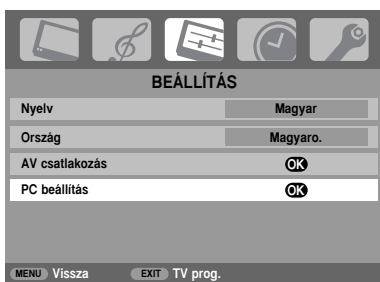 BEÁLLÍTÁS
Nyelv Magyar
Ország Magyaro.
AV csatlakozás OK
PC beállítás OK
MENU Vissza EXIT TV prog.